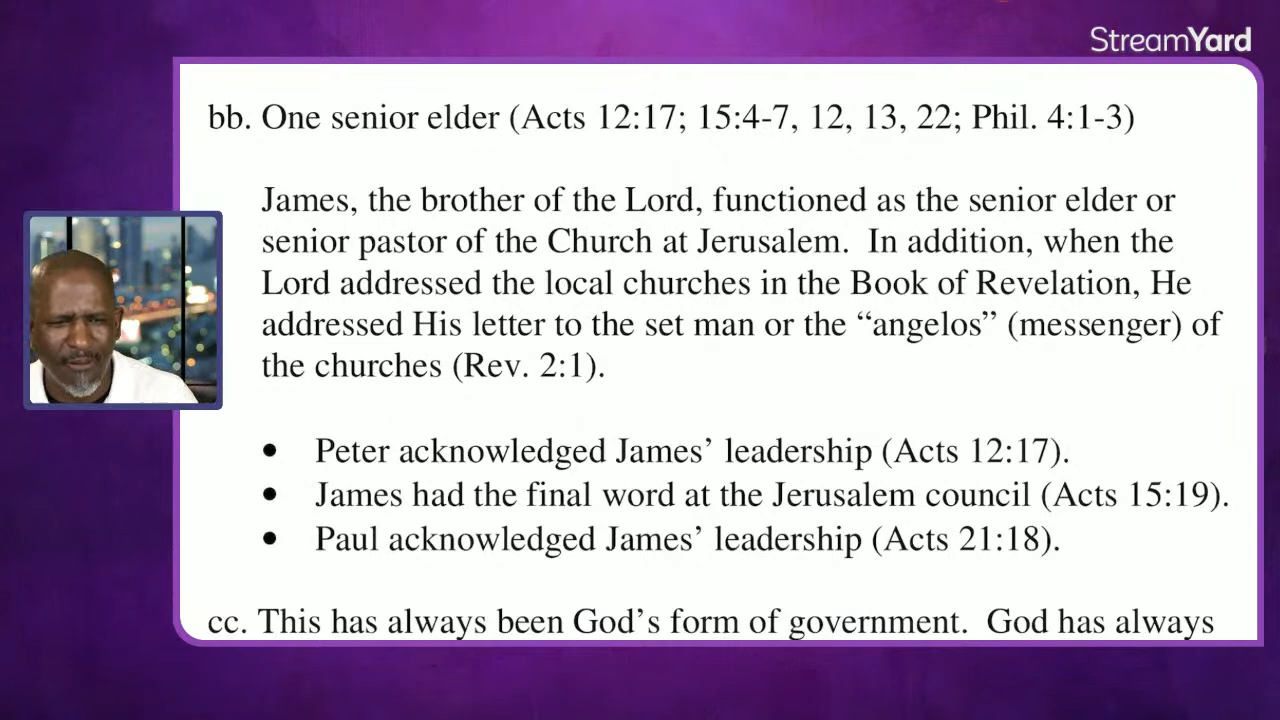 StreamYard
bb. One senior elder (Acts 12:17; 15:4-7, 12, 13, 22; Phil. 4:1-3)
James, the brother of the Lord, functioned as the senior elder or
senior pastor of the Church at Jerusalem.  In addition, when the
Lord addressed the local churches in the Book of Revelation, He
addressed His letter to the set man or the “angelos” (messenger) of
the churches (Rev. 2:1).
• Peter acknowledged James’ leadership (Acts 12:17).
• James had the final word at the Jerusalem council (Acts 15:19).
• Paul acknowledged James’ leadership (Acts 21:18).
cc. This has always been God’s form of government.  God has always